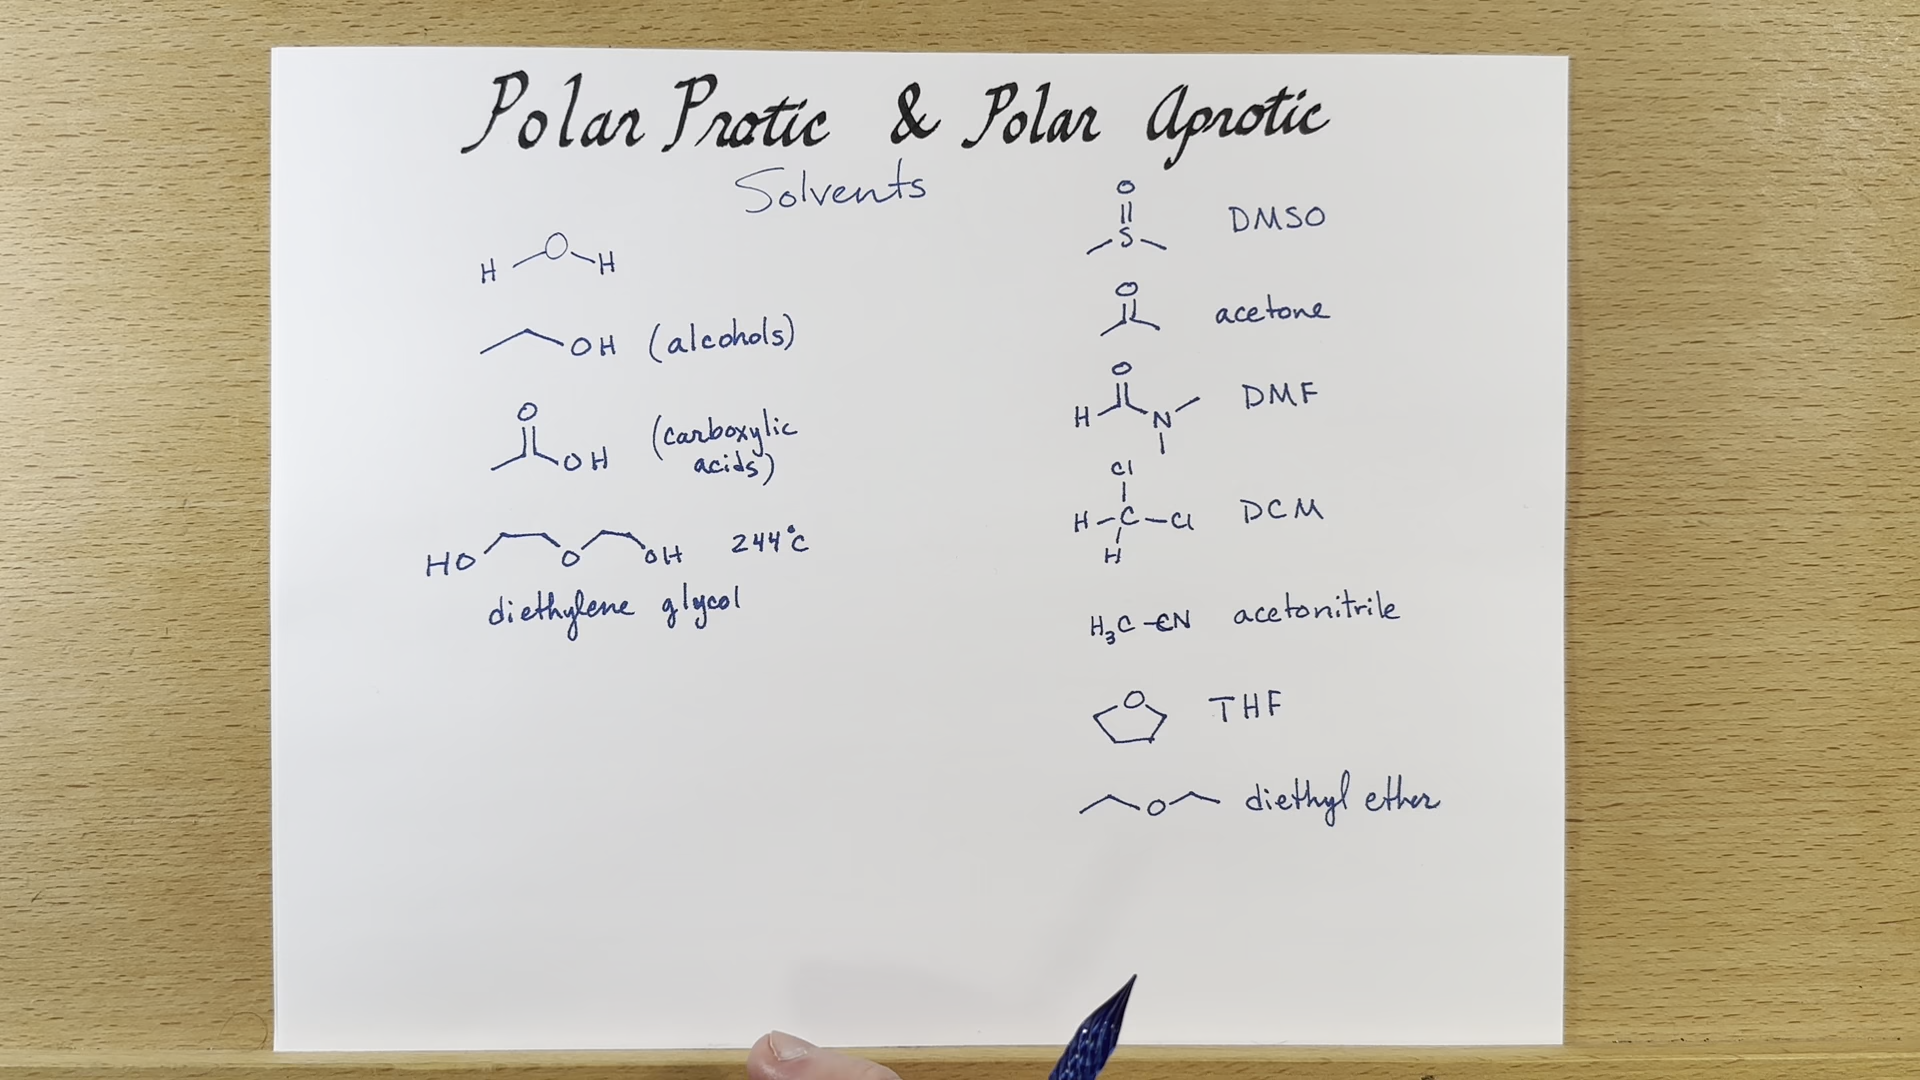 Polar Protic & Polar Aprotic
Solvents
H O H
OH (alcohols)
O
OH (carboxylic
acids)
HO O OH 244°C
diethylene glycol
O
S DMSO
O
acetone
O
H N DMF
Cl
H-C-Cl DCM
H
H₃C-CN acetonitrile
O THF
O diethyl ether